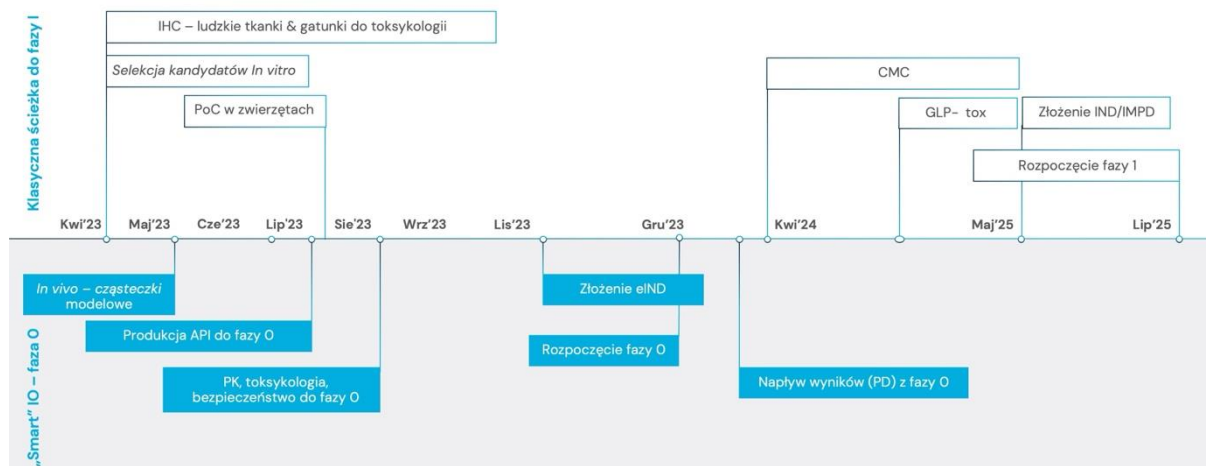 Klasyczna ścieżka do fazy I
IHC – ludzkie tkanki & gatunki do toksykologii
Selekcja kandydatów In vitro
CMC
PoC w zwierzętach
GLP- tox
Złożenie IND/IMPD
Rozpoczęcie fazy 1
Kwi'23 Maj'23 Cze'23 Lip'23 Sie'23 Wrz'23 Lis'23 Gru'23 Kwi'24 Maj'25 Lip'25
„Smart" IO – faza 0
In vivo – cząsteczki
modelowe
Złożenie eIND
Produkcja API do fazy 0
Rozpoczęcie fazy 0
PK, toksykologia,
bezpieczeństwo do fazy 0
Napływ wyników (PD) z fazy 0